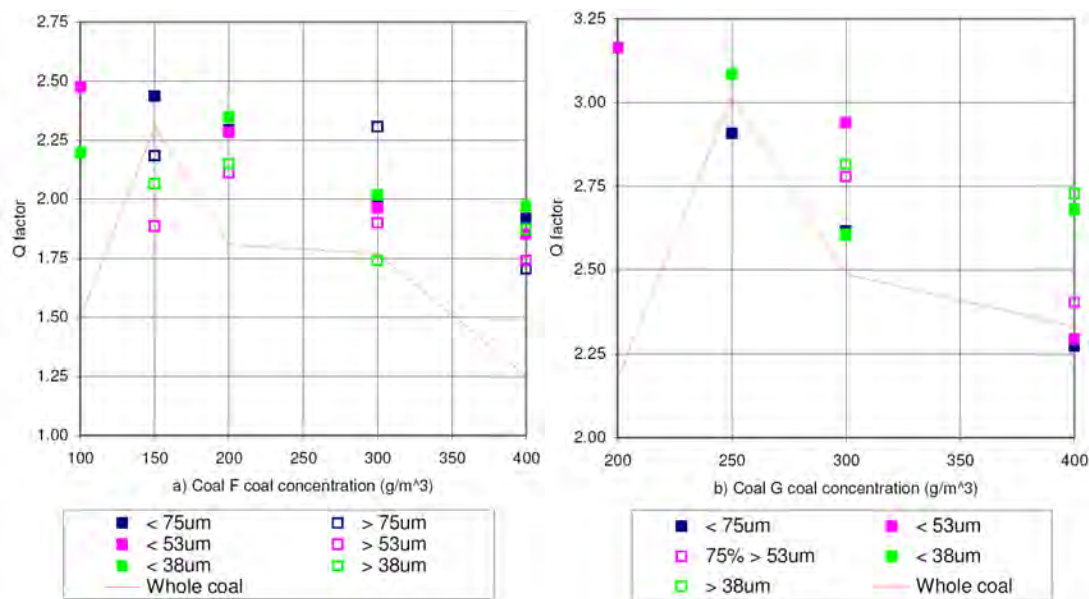 2.75
2.50
2.25
2.00
1.75
1.50
1.25
1.00
Q factor
100 150 200 250 300 350 400
a) Coal F coal concentration (g/m^3)
< 75um > 75um
< 53um > 53um
< 38um > 38um
Whole coal
3.25
3.00
2.75
2.50
2.25
2.00
Q factor
200 250 300 350 400
b) Coal G coal concentration (g/m^3)
< 75um < 53um
75% > 53um < 38um
> 38um Whole coal